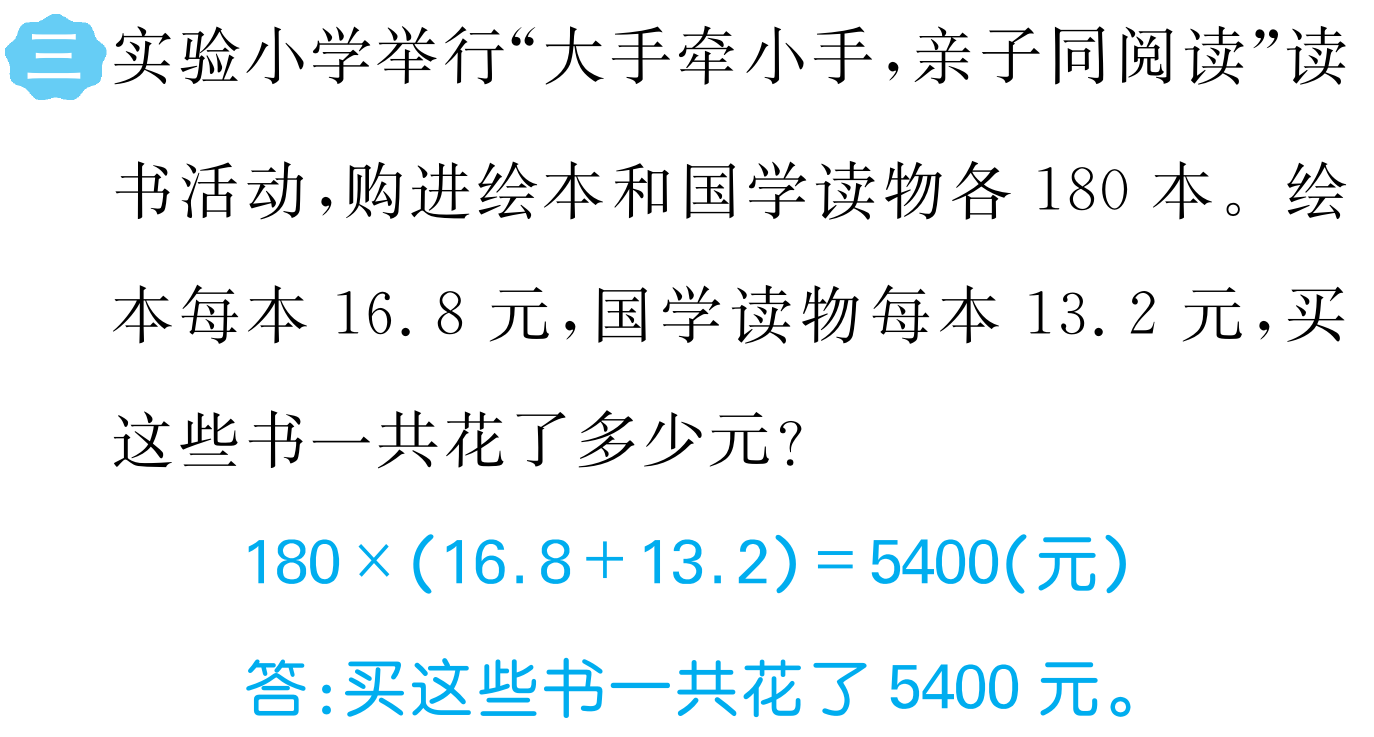 三 实验小学举行“大手牵小手,亲子同阅读”读
书活动,购进绘本和国学读物各 180 本。绘
本每本 16.8 元,国学读物每本 13.2 元,买
这些书一共花了多少元?
180×(16.8+13.2)=5400(元)
答:买这些书一共花了 5400 元。